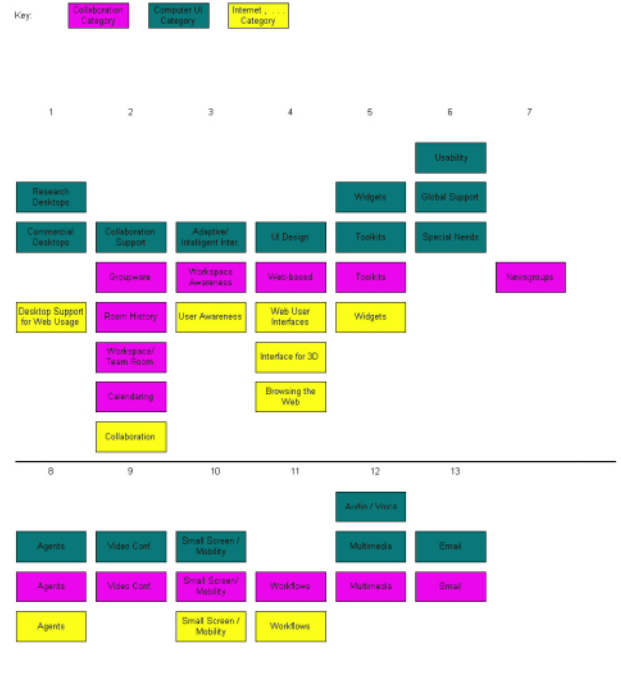 Key:
Collaboration
Category
Computer UI
Category
Internet, . . .
Category
1 2 3 4 5 6 7
Usability
Research
Desktops
Widgets
Global Support
Commercial
Desktops
Collaboration
Support
Adaptive/
Intelligent Inter.
UI Design
Toolkits
Special Needs
Groupware
Workspace
Awareness
Web-based
Toolkits
Newsgroups
Desktop Support
for Web Usage
Room History
User Awareness
Web User
Interfaces
Widgets
Workspace/
Team Room
Interface for 3D
Calendaring
Browsing the
Web
Collaboration
8 9 10 11 12 13
Audio / Voice
Agents
Video Conf.
Small Screen /
Mobility
Multimedia
Email
Agents
Video Conf.
Small Screen/
Mobility
Workflows
Multimedia
Email
Agents
Small Screen /
Mobility
Workflows